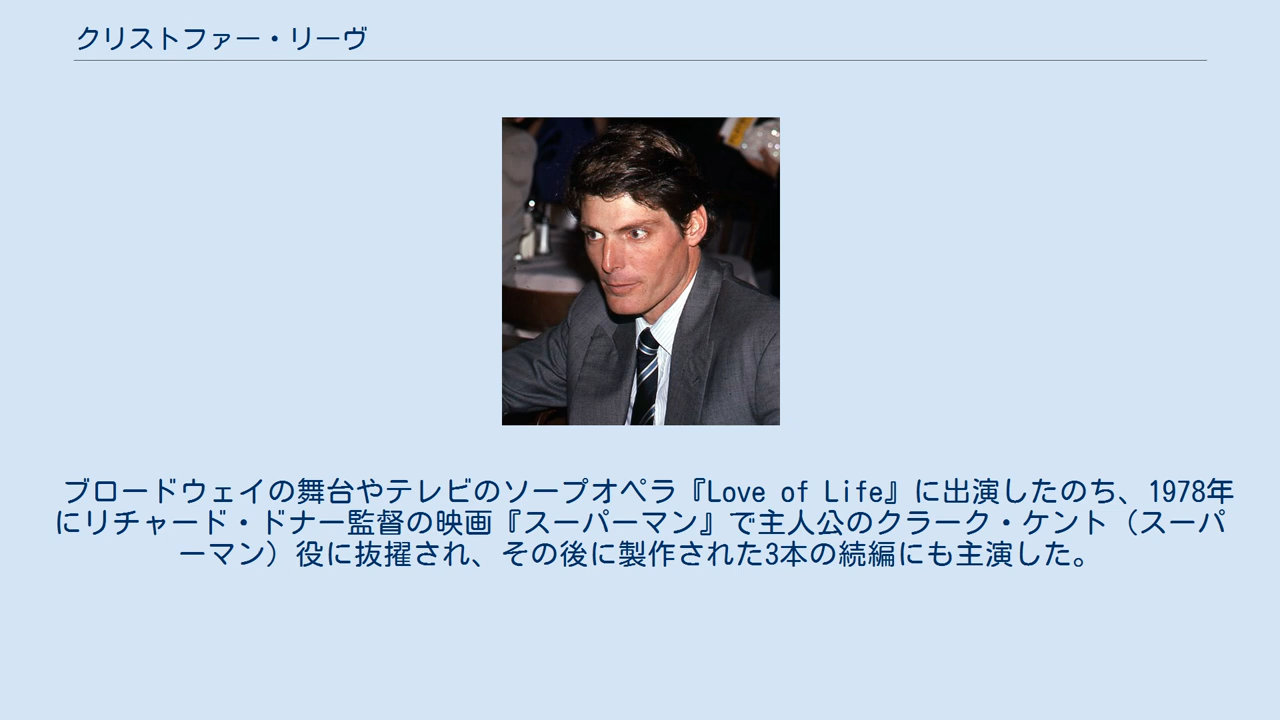 クリストファー・リーヴ
ブロードウェイの舞台やテレビのソープオペラ『Love of Life』に出演したのち、1978年
にリチャード・ドナー監督の映画『スーパーマン』で主人公のクラーク・ケント（スーパ
ーマン）役に抜擢され、その後に製作された3本の続編にも主演した。